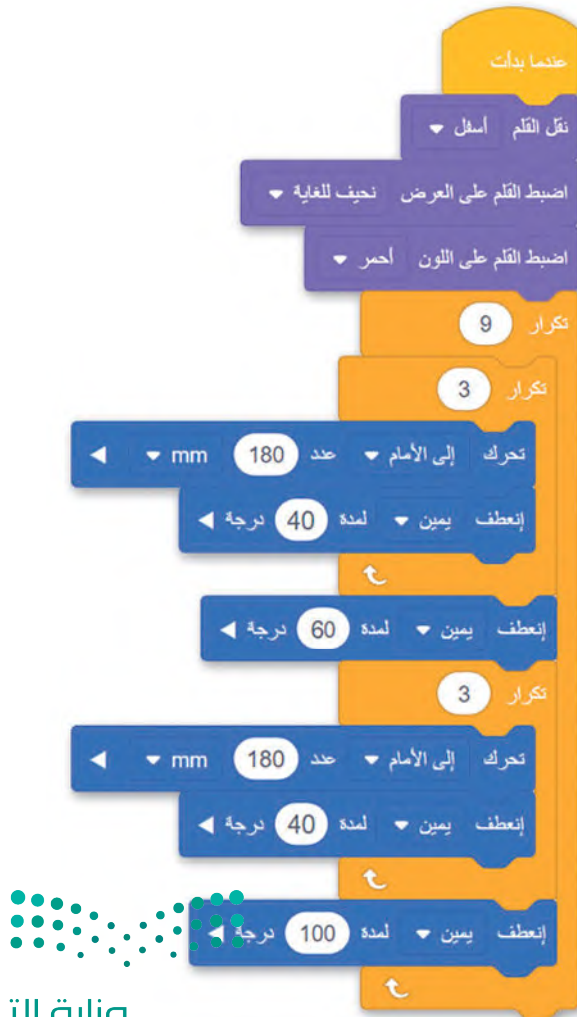 عندما بدأت
نقل القلم أسفل
اضبط القلم على العرض نحيف للغاية
اضبط القلم على اللون أحمر
تكرار 9
تكرار 3
تحرك إلى الأمام عدد 180 mm
إنعطف يمين لمدة 40 درجة
إنعطف يمين لمدة 60 درجة
تكرار 3
تحرك إلى الأمام عدد 180 mm
إنعطف يمين لمدة 40 درجة
إنعطف يمين لمدة 100 درجة
وزارة